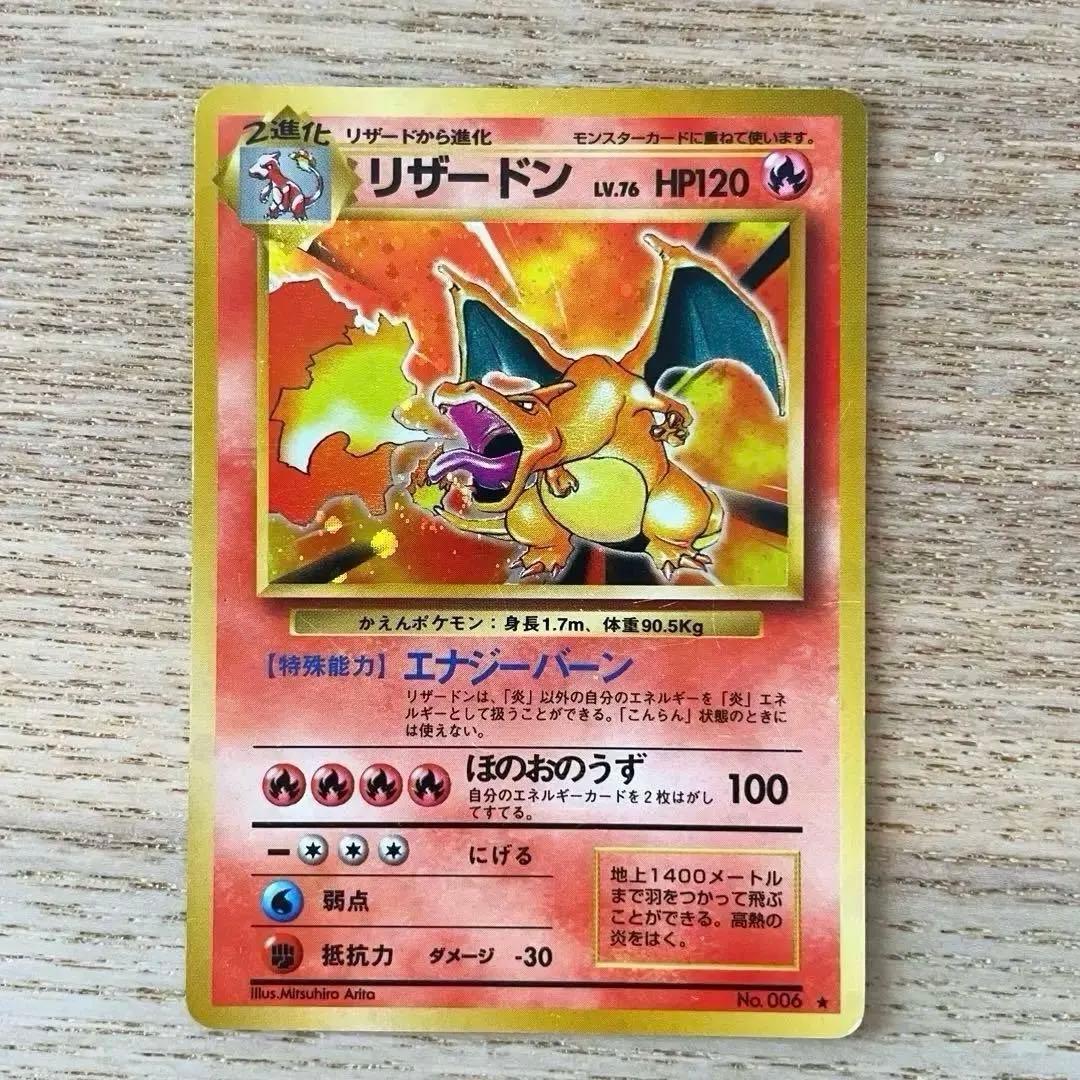 2進化 リザードから進化 モンスターカードに重ねて使います。
リザードン LV.76 HP120
かえんポケモン：身長1.7m、体重90.5Kg
【特殊能力】エナジーバーン
リザードンは、「炎」以外の自分のエネルギーを「炎」エネ
ルギーとして扱うことができる。「こんらん」状態のときに
は使えない。
ほのおのうず 100
自分のエネルギーカードを2枚はがし
てすてる。
ー にげる
弱点
抵抗力 ダメージ -30
地上1400メートル
まで羽をつかって飛ぶ
ことができる。高熱の
炎をはく。
Illus.Mitsuhiro Arita No.006 ★